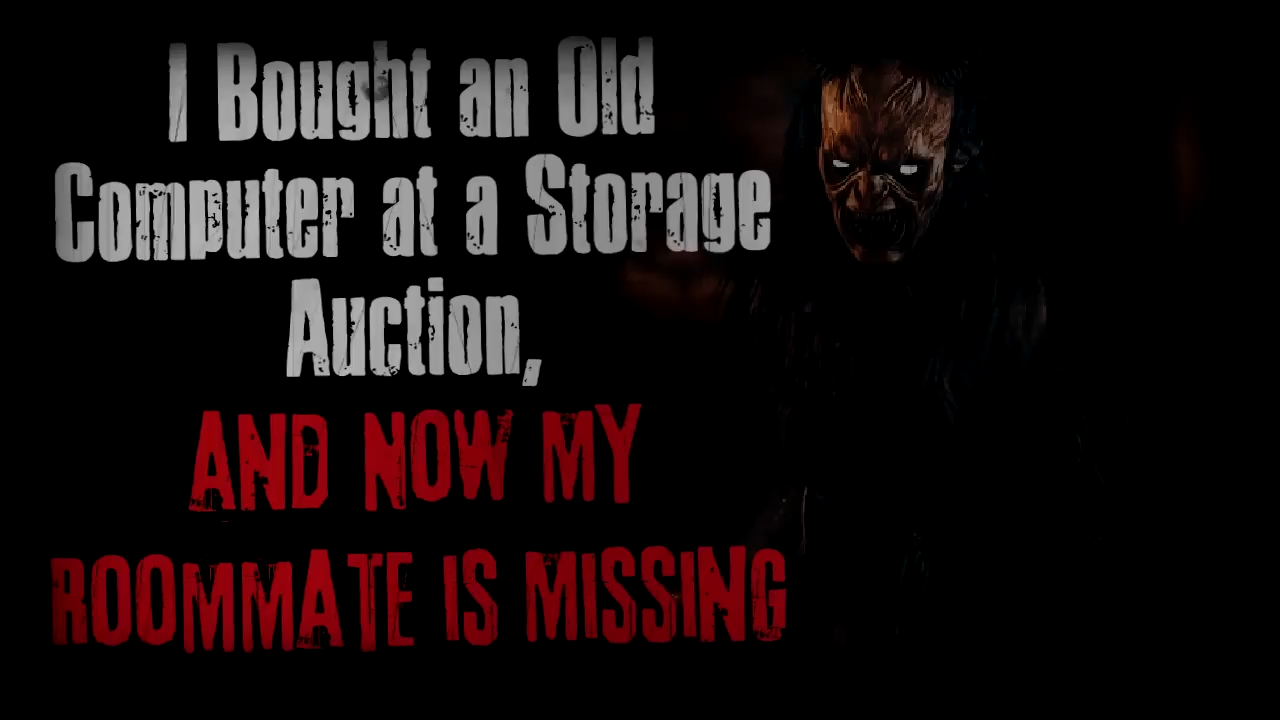 I Bought an Old
Computer at a Storage
Auction,
AND NOW MY
ROOMMATE IS MISSING